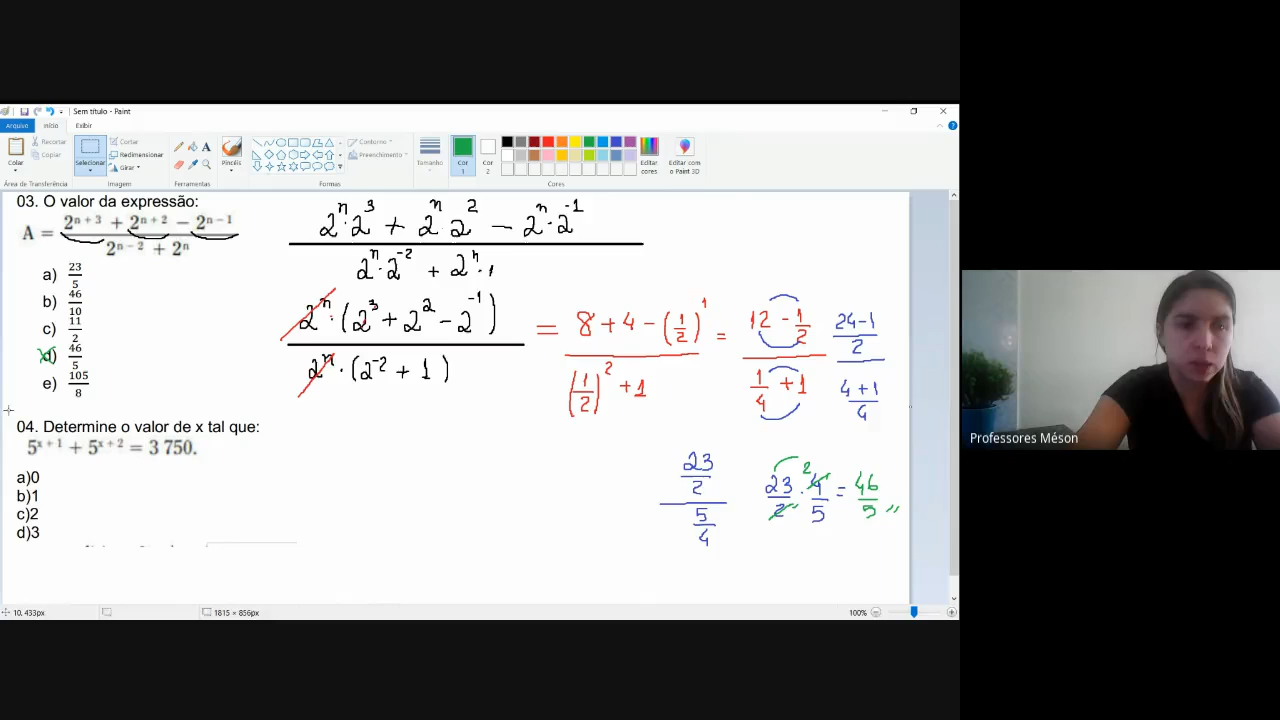 Sem título - Paint
Arquivo Início Exibir
Colar
Recortar
Copiar
Área de Transferência
Selecionar
Cortar
Redimensionar
Girar
Imagem
A
Ferramentas
Pincéis
Contorno
Preenchimento
Formas
Tamanho
Cor 1
Cor 2
Editar cores
Editar com o Paint 3D
Cores
03. O valor da expressão:
A = (2^{n+3} + 2^{n+2} − 2^{n−1}) / (2^{n−2} + 2^n)
a) 23/5
b) 46/10
c) 11/2
d) 46/5
e) 105/8
04. Determine o valor de x tal que:
5^{x+1} + 5^{x+2} = 3 750.
a)0
b)1
c)2
d)3
2^n · 2^3 + 2^n · 2^2 − 2^n · 2^{-1}
2^n · 2^{-2} + 2^n · 1
2^n · (2^3 + 2^2 − 2^{-1})
2^n · (2^{-2} + 1)
= (8 + 4 − (1/2)^1) / ((1/2)^2 + 1)
= (12 − 1/2) / (1/4 + 1)
(24−1)/2
(4+1)/4
23/2
5/4
23/2 · 4/5 = 46/5 "
2
Professores Méson
10, 433px
1815 × 856px
100%